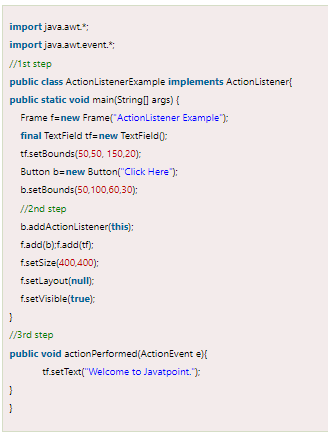 import java.awt.*;
import java.awt.event.*;
//1st step
public class ActionListenerExample implements ActionListener{
public static void main(String[] args) {
Frame f=new Frame("ActionListener Example");
final TextField tf=new TextField();
tf.setBounds(50,50, 150,20);
Button b=new Button("Click Here");
b.setBounds(50,100,60,30);
//2nd step
b.addActionListener(this);
f.add(b);f.add(tf);
f.setSize(400,400);
f.setLayout(null);
f.setVisible(true);
}
//3rd step
public void actionPerformed(ActionEvent e){
tf.setText("Welcome to Javatpoint.");
}
}